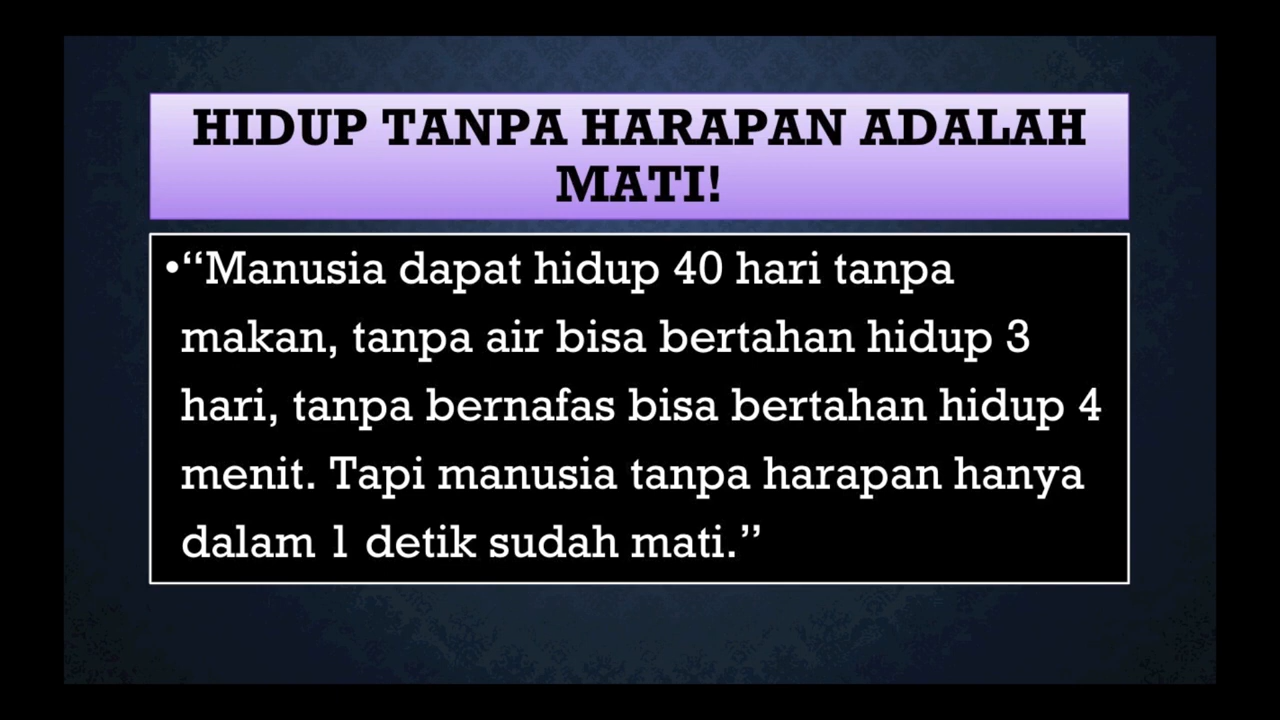 HIDUP TANPA HARAPAN ADALAH
MATI!
•“Manusia dapat hidup 40 hari tanpa
makan, tanpa air bisa bertahan hidup 3
hari, tanpa bernafas bisa bertahan hidup 4
menit. Tapi manusia tanpa harapan hanya
dalam 1 detik sudah mati.”